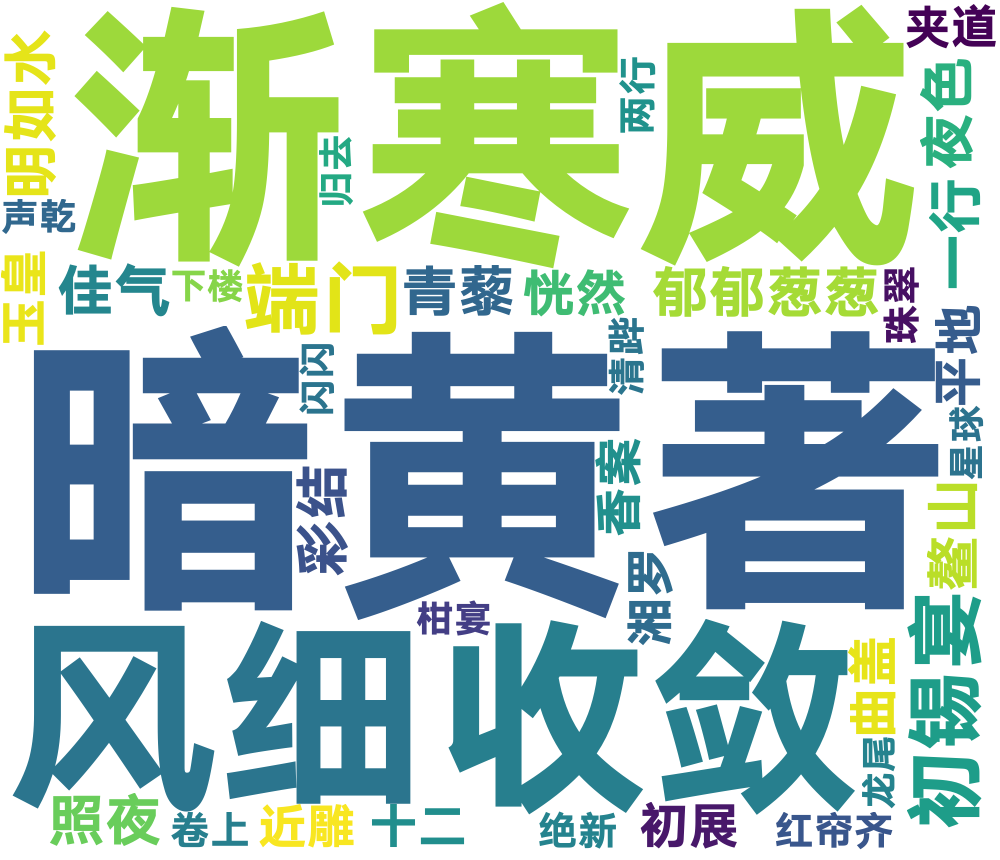 渐寒威
夹道
明如水
两行
一行夜色
归去
声乾
玉皇
佳气
下楼
端门
青藜
恍然
郁郁葱葱
珠翠
平地
暗黄著
闪闪
清跸
星球
彩结
香案
鳌山
湘罗
柑宴
初锡宴
风细收敛
曲盖
龙尾
照夜
卷上
近雕
十二
绝新
初展
红帘齐